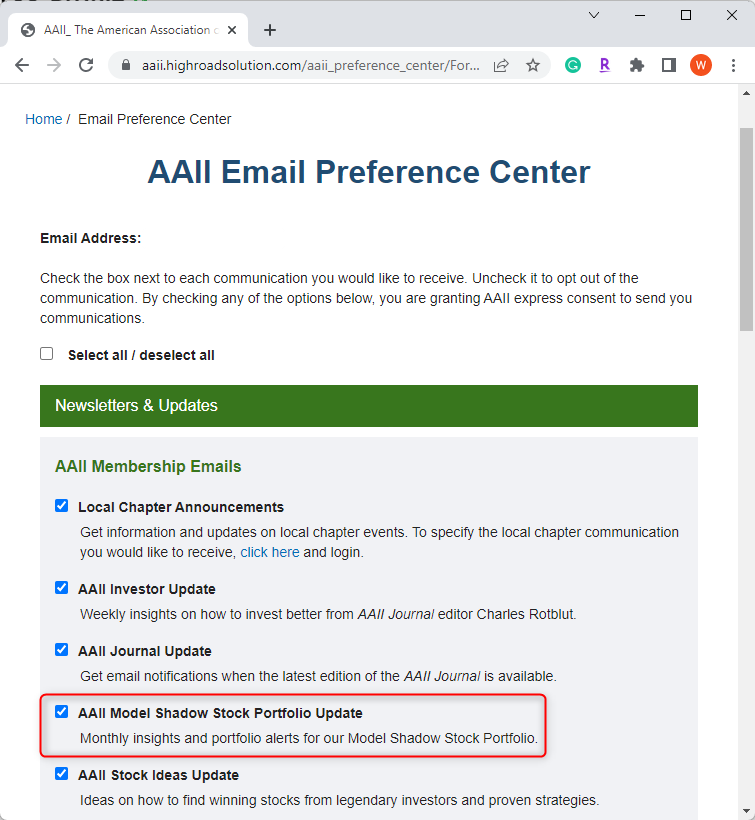 AAII_ The American Association
aaii.highroadsolution.com/aaii_preference_center/For...
W
Home / Email Preference Center
AAII Email Preference Center
Email Address:
Check the box next to each communication you would like to receive. Uncheck it to opt out of the
communication. By checking any of the options below, you are granting AAII express consent to send you
communications.
Select all / deselect all
Newsletters & Updates
AAII Membership Emails
Local Chapter Announcements
Get information and updates on local chapter events. To specify the local chapter communication
you would like to receive, click here and login.
AAII Investor Update
Weekly insights on how to invest better from AAII Journal editor Charles Rotblut.
AAII Journal Update
Get email notifications when the latest edition of the AAII Journal is available.
AAII Model Shadow Stock Portfolio Update
Monthly insights and portfolio alerts for our Model Shadow Stock Portfolio.
AAII Stock Ideas Update
Ideas on how to find winning stocks from legendary investors and proven strategies.